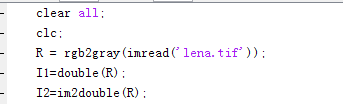 clear all;
clc;
R = rgb2gray(imread('lena.tif'));
I1=double(R);
I2=im2double(R);